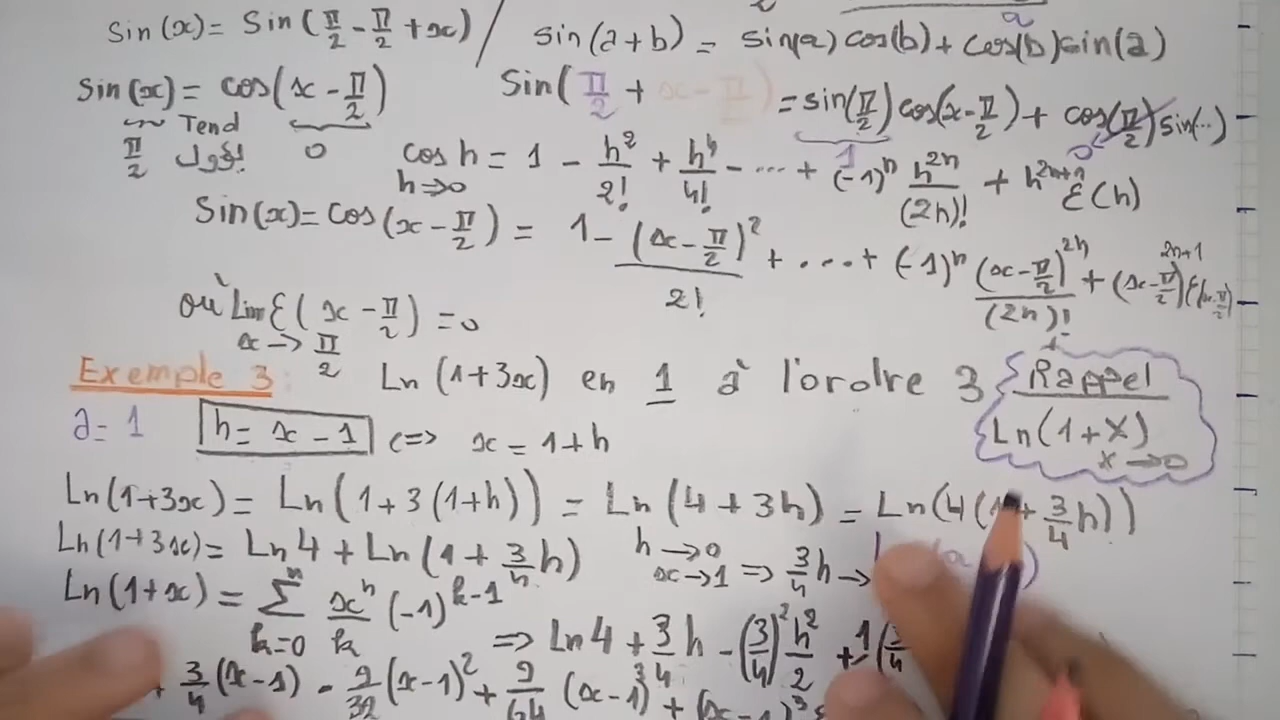 Sin(x) = Sin(π/2 - π/2 + x) / sin(a+b) = sin(a) cos(b) + cos(b) sin(a)
a
Sin(x) = cos(x - π/2) Sin(π/2 + x - π/2) = sin(π/2) cos(x - π/2) + cos(π/2) sin(..)
Tend 0 1 0
π/2 يؤول
cos h = 1 - h²/2! + h⁴/4! - ... + (-1)ⁿ h²ⁿ/(2n)! + h²ⁿ⁺¹ ε(h)
h→0
Sin(x) = cos(x - π/2) = 1 - (x - π/2)²/2! + ... + (-1)ⁿ (x - π/2)²ⁿ/(2n)! + (x - π/2)²ⁿ⁺¹ ε(x - π/2)
où Lim ε(x - π/2) = 0
x → π/2
Exemple 3 : Ln(1+3x) en 1 à l'ordre 3
Rappel
Ln(1+X)
x → 0
a = 1 h = x - 1 <=> x = 1 + h
Ln(1+3x) = Ln(1 + 3(1+h)) = Ln(4 + 3h) = Ln(4(1 + 3/4 h))
Ln(1+3x) = Ln4 + Ln(1 + 3/4 h) h → 0
x → 1 => 3/4 h →
Ln(1+x) = Σ xⁿ/k (-1)ᵏ⁻¹
n
k=0
=> Ln4 + 3/4 h - (3/4)² h²/2 + 1/3
+ 3/4 (x-1) - 9/32 (x-1)² + 9/64 (x-1)³ + (x-1)³